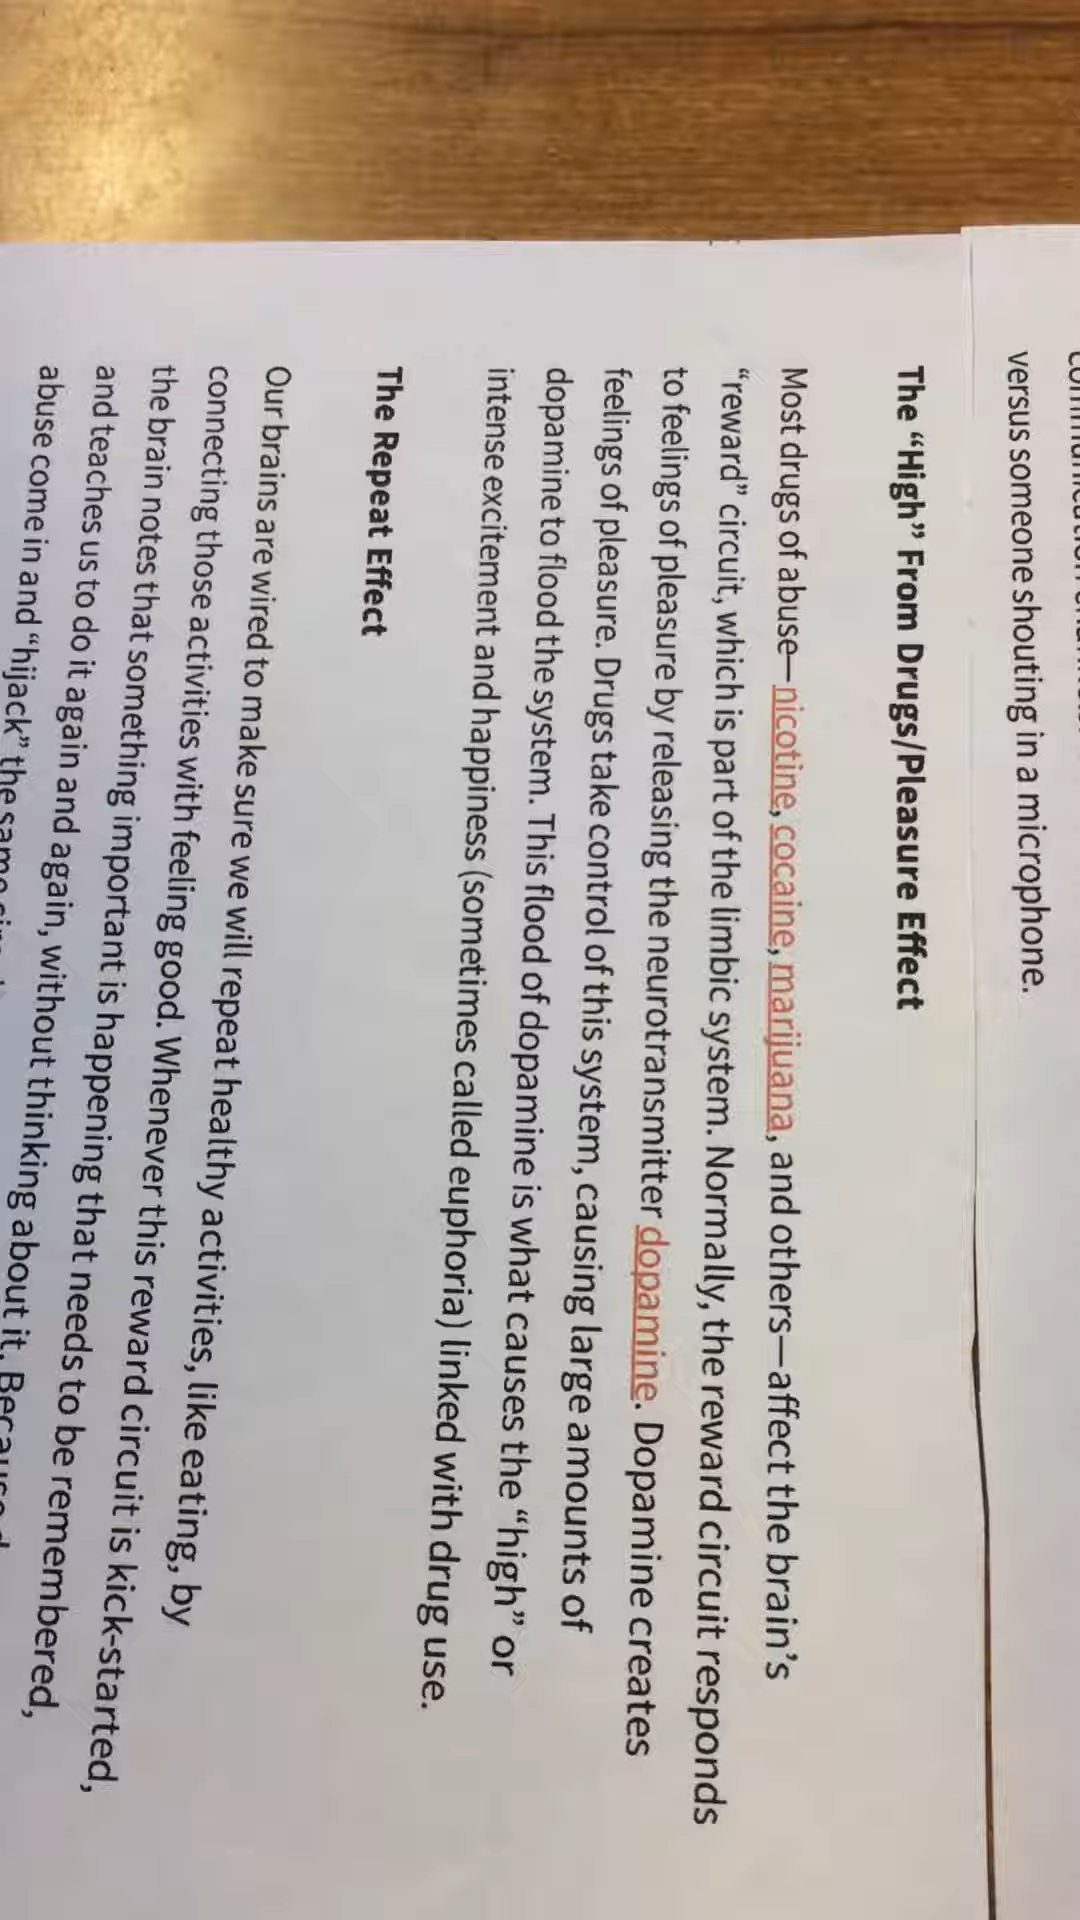 versus someone shouting in a microphone.
The “High” From Drugs/Pleasure Effect
Most drugs of abuse—nicotine, cocaine, marijuana, and others—affect the brain’s
“reward” circuit, which is part of the limbic system. Normally, the reward circuit responds
to feelings of pleasure by releasing the neurotransmitter dopamine. Dopamine creates
feelings of pleasure. Drugs take control of this system, causing large amounts of
dopamine to flood the system. This flood of dopamine is what causes the “high” or
intense excitement and happiness (sometimes called euphoria) linked with drug use.
The Repeat Effect
Our brains are wired to make sure we will repeat healthy activities, like eating, by
connecting those activities with feeling good. Whenever this reward circuit is kick-started,
the brain notes that something important is happening that needs to be remembered,
and teaches us to do it again and again, without thinking about it. Because
abuse come in and “hijack” the same